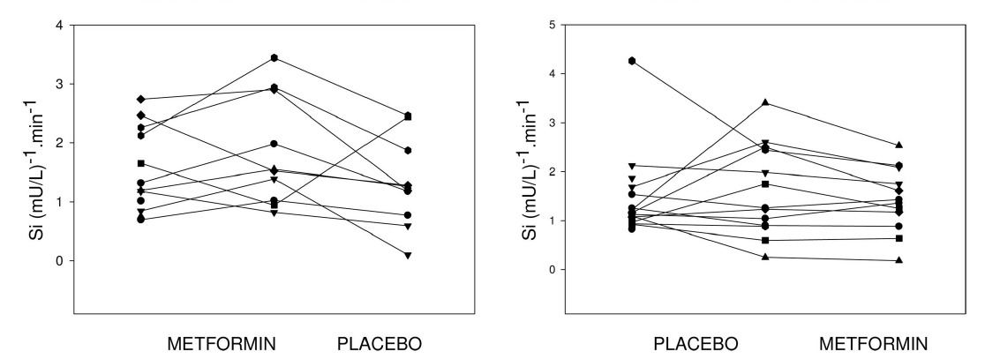 4
3
2
1
0
Si (mU/L)-1.min-1
METFORMIN PLACEBO
5
4
3
2
1
0
Si (mU/L)-1.min-1
PLACEBO METFORMIN